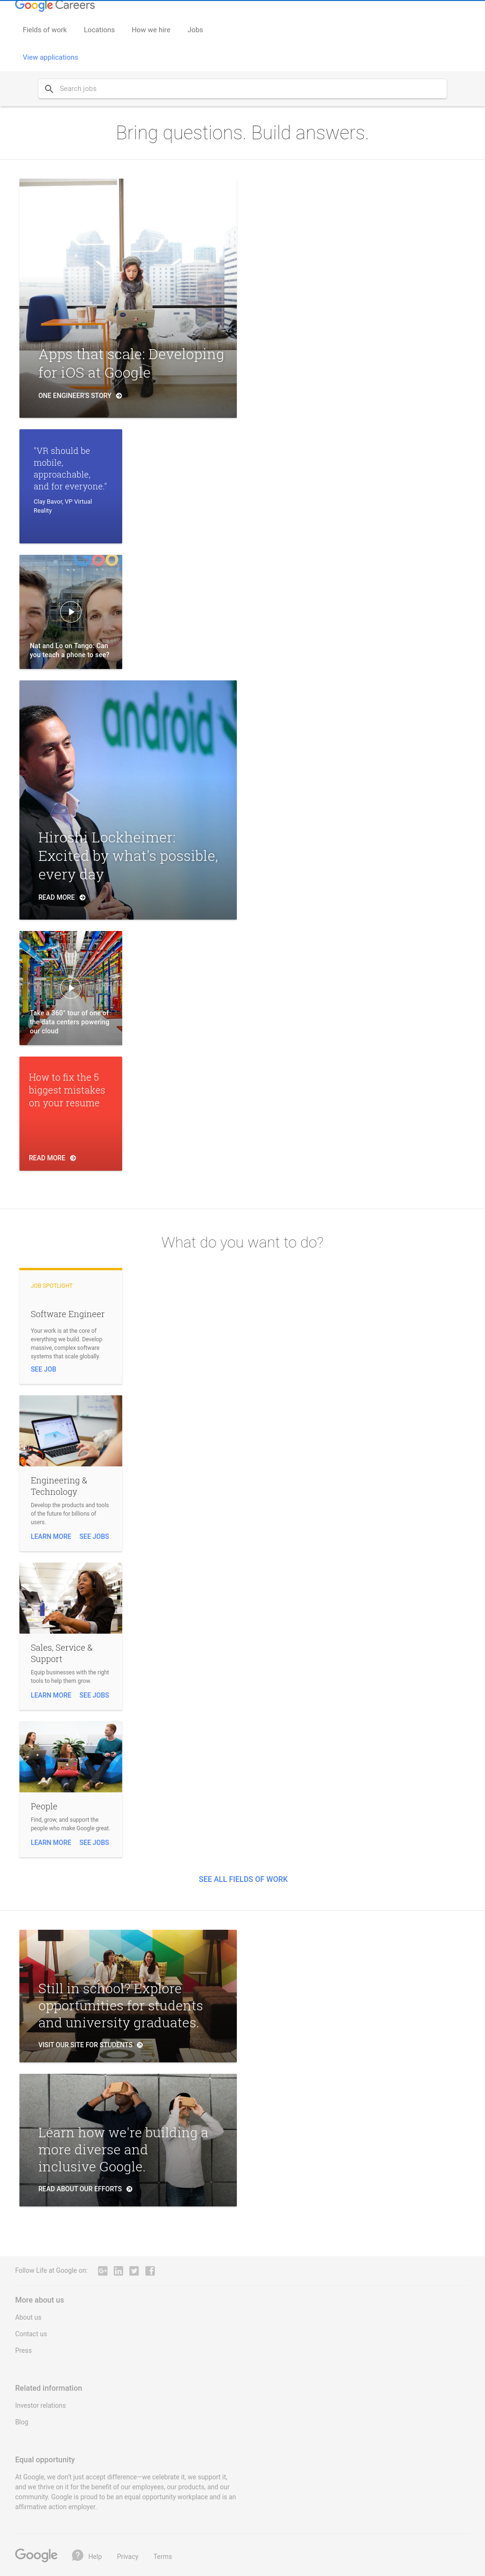 Google Careers
Fields of work Locations How we hire Jobs
View applications
Search jobs
Bring questions. Build answers.
Apps that scale: Developing
for iOS at Google
ONE ENGINEER'S STORY
"VR should be
mobile,
approachable,
and for everyone."
Clay Bavor, VP Virtual
Reality
Nat and Lo on Tango: Can
you teach a phone to see?
android
Hiroshi Lockheimer:
Excited by what's possible,
every day
READ MORE
Take a 360° tour of one of
the data centers powering
our cloud
How to fix the 5
biggest mistakes
on your resume
READ MORE
What do you want to do?
JOB SPOTLIGHT
Software Engineer
Your work is at the core of
everything we build. Develop
massive, complex software
systems that scale globally.
SEE JOB
Engineering &
Technology
Develop the products and tools
of the future for billions of
users.
LEARN MORE SEE JOBS
Sales, Service &
Support
Equip businesses with the right
tools to help them grow.
LEARN MORE SEE JOBS
People
Find, grow, and support the
people who make Google great.
LEARN MORE SEE JOBS
SEE ALL FIELDS OF WORK
Still in school? Explore
opportunities for students
and university graduates.
VISIT OUR SITE FOR STUDENTS
Learn how we're building a
more diverse and
inclusive Google.
READ ABOUT OUR EFFORTS
Follow Life at Google on:
More about us
About us
Contact us
Press
Related information
Investor relations
Blog
Equal opportunity
At Google, we don't just accept difference—we celebrate it, we support it,
and we thrive on it for the benefit of our employees, our products, and our
community. Google is proud to be an equal opportunity workplace and is an
affirmative action employer.
Google Help Privacy Terms